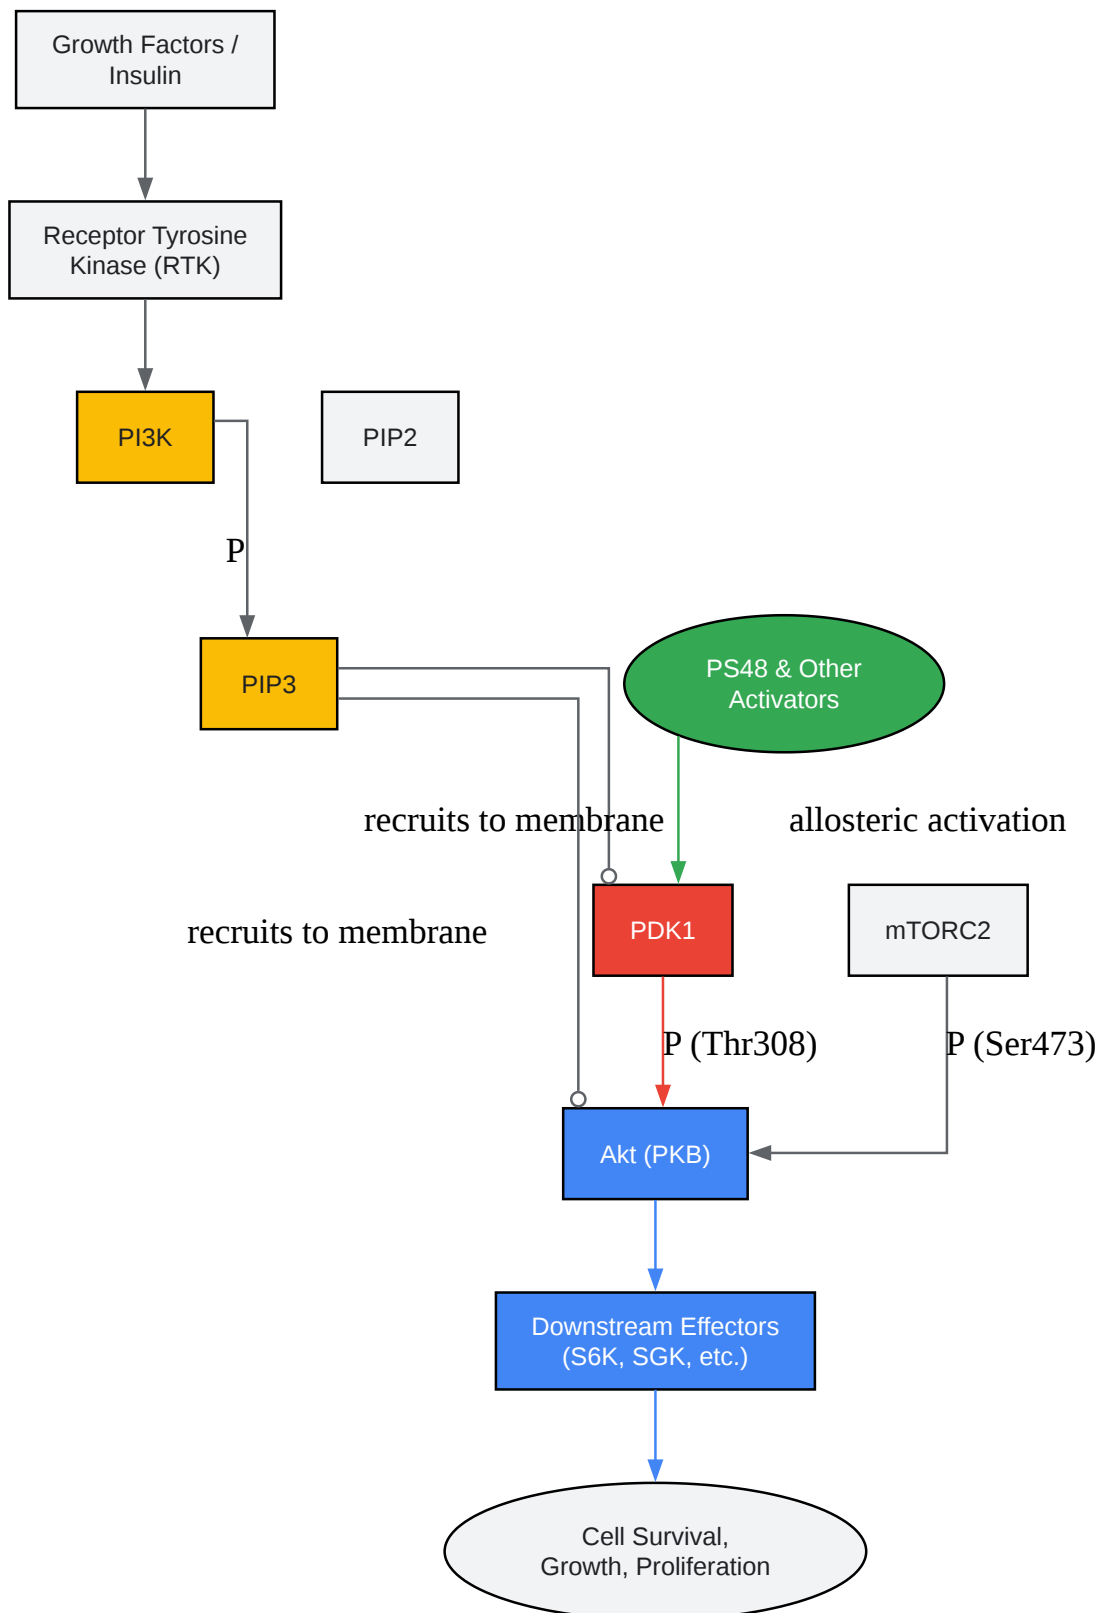 Growth Factors /
Insulin
Receptor Tyrosine
Kinase (RTK)
PI3K
PIP2
P
PIP3
PS48 & Other
Activators
recruits to membrane
allosteric activation
recruits to membrane
PDK1
mTORC2
P (Thr308)
P (Ser473)
Akt (PKB)
Downstream Effectors
(S6K, SGK, etc.)
Cell Survival,
Growth, Proliferation